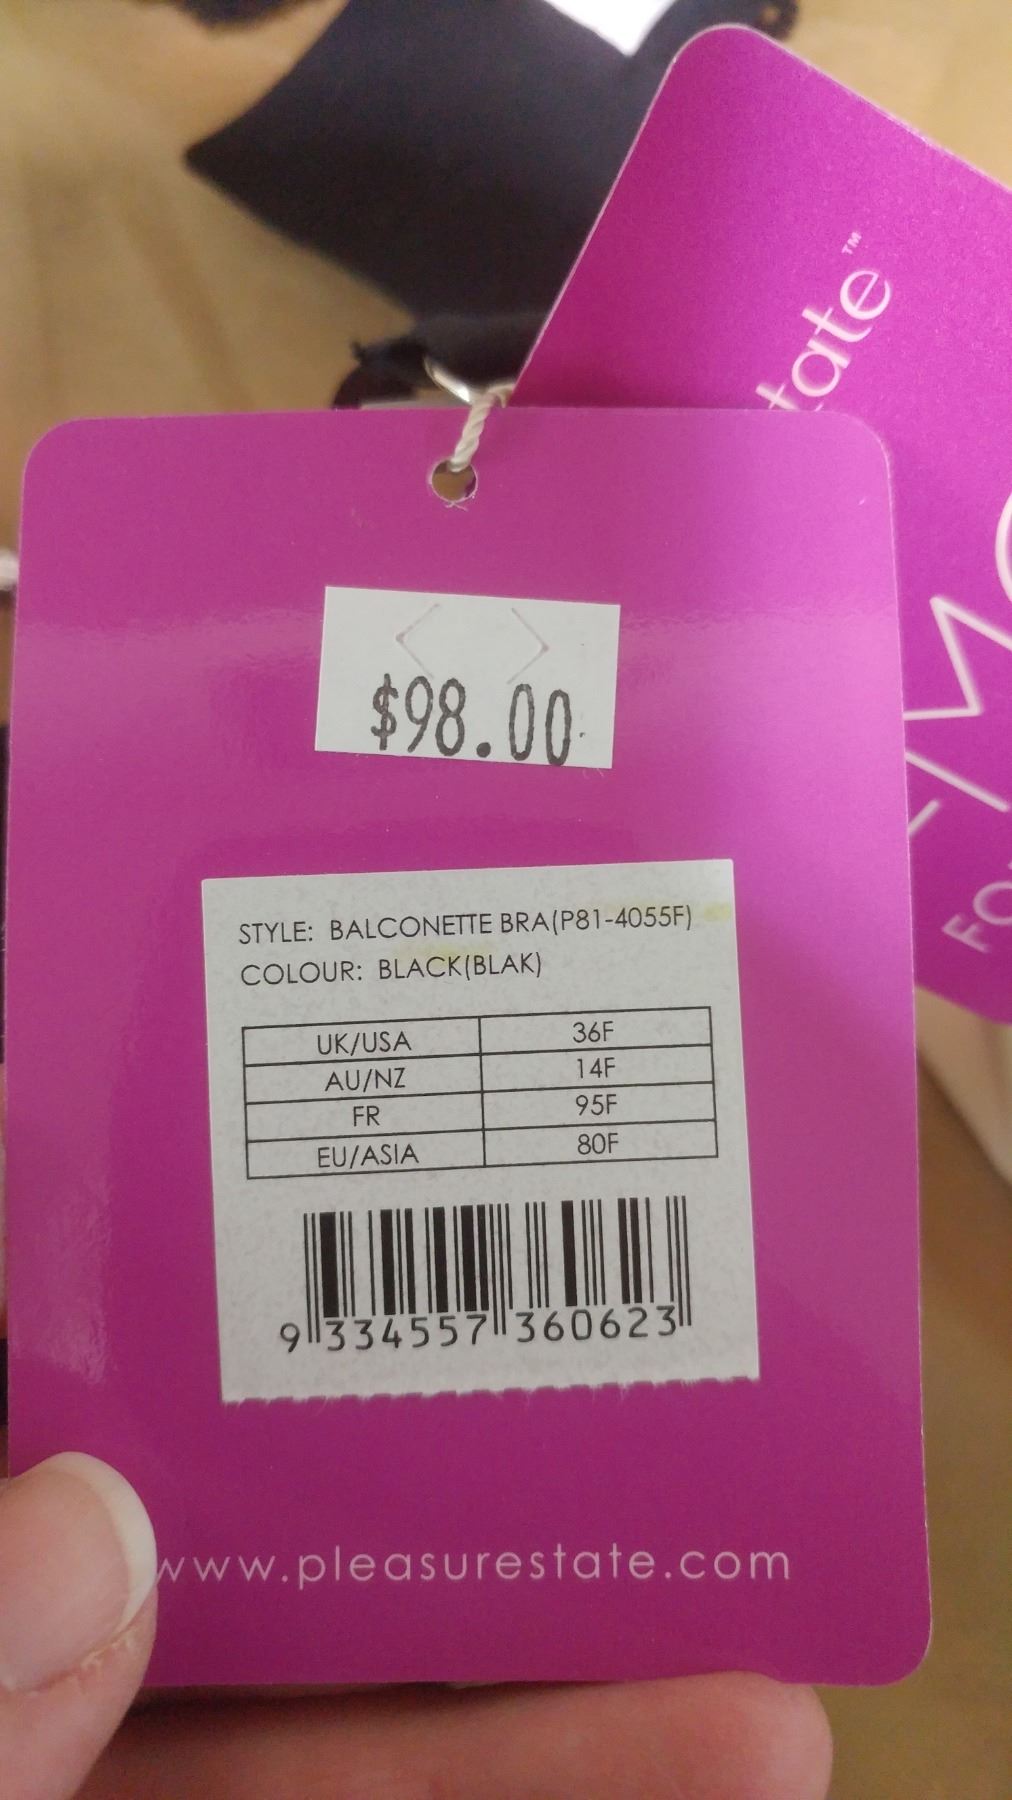 tate™
$98.00
STYLE: BALCONETTE BRA(P81-4055F)
COLOUR: BLACK(BLAK)
UK/USA 36F
AU/NZ 14F
FR 95F
EU/ASIA 80F
9 334557 360623
www.pleasurestate.com